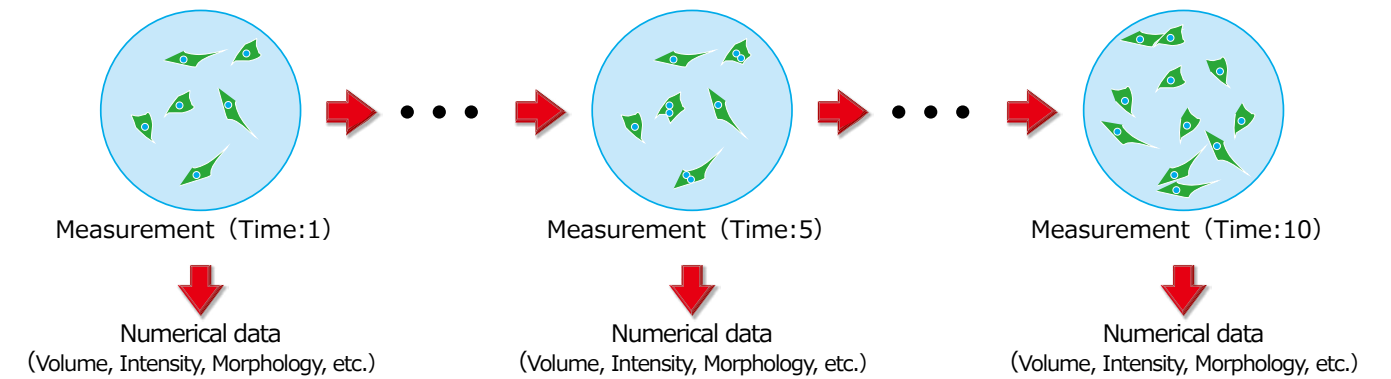 Measurement（Time:1）
Measurement（Time:5）
Measurement（Time:10）
Numerical data
（Volume, Intensity, Morphology, etc.）
Numerical data
（Volume, Intensity, Morphology, etc.）
Numerical data
（Volume, Intensity, Morphology, etc.）